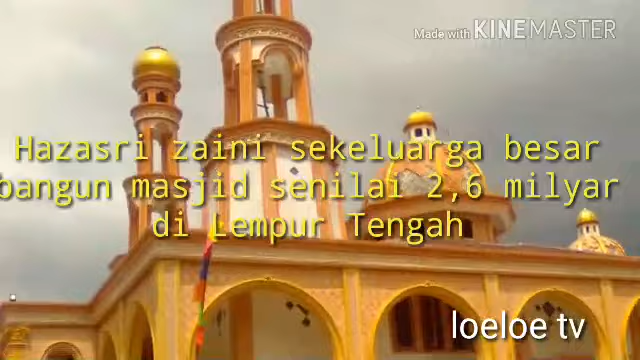 Made with KINEMASTER
Hazasri zaini sekeluarga besar
bangun masjid senilai 2,6 milyar
di Lempur Tengah
loeloe tv